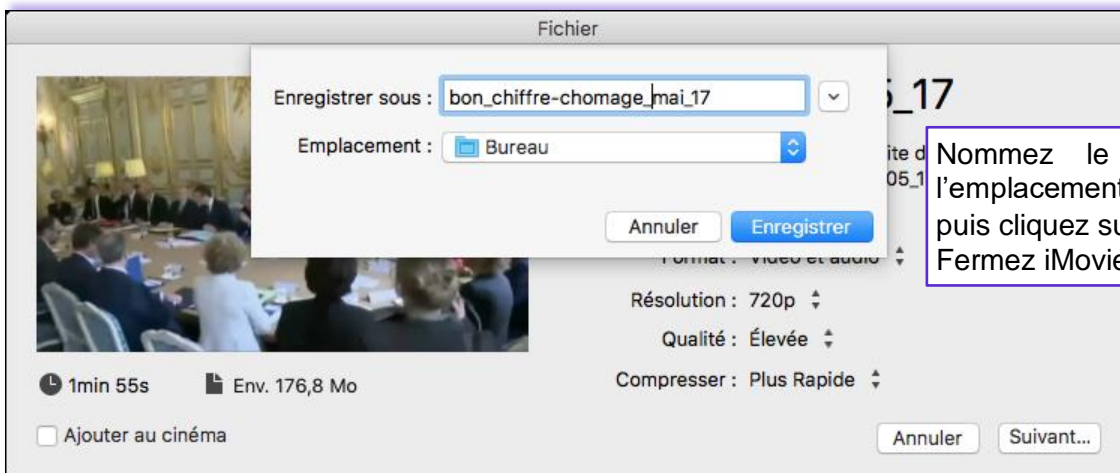 Fichier
Enregistrer sous : bon_chiffre-chomage_mai_17
Emplacement : Bureau
Annuler Enregistrer
_17
ite d
05_1
Nommez le
l'emplacement
puis cliquez su
Fermez iMovie
Format : Vidéo et audio
Résolution : 720p
Qualité : Élevée
Compresser : Plus Rapide
1min 55s Env. 176,8 Mo
Ajouter au cinéma
Annuler Suivant...